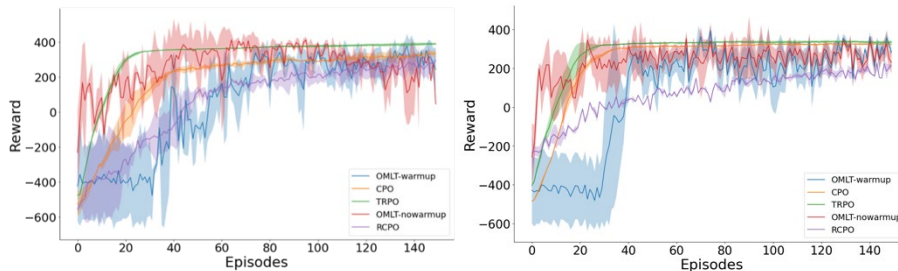 400
200
0
−200
−400
−600
Reward
0
20
40
60
80
100
120
140
Episodes
OMLT-warmup
CPO
TRPO
OMLT-nowarmup
RCPO
400
200
0
−200
−400
−600
Reward
0
20
40
60
80
100
120
140
Episodes
OMLT-warmup
CPO
TRPO
OMLT-nowarmup
RCPO